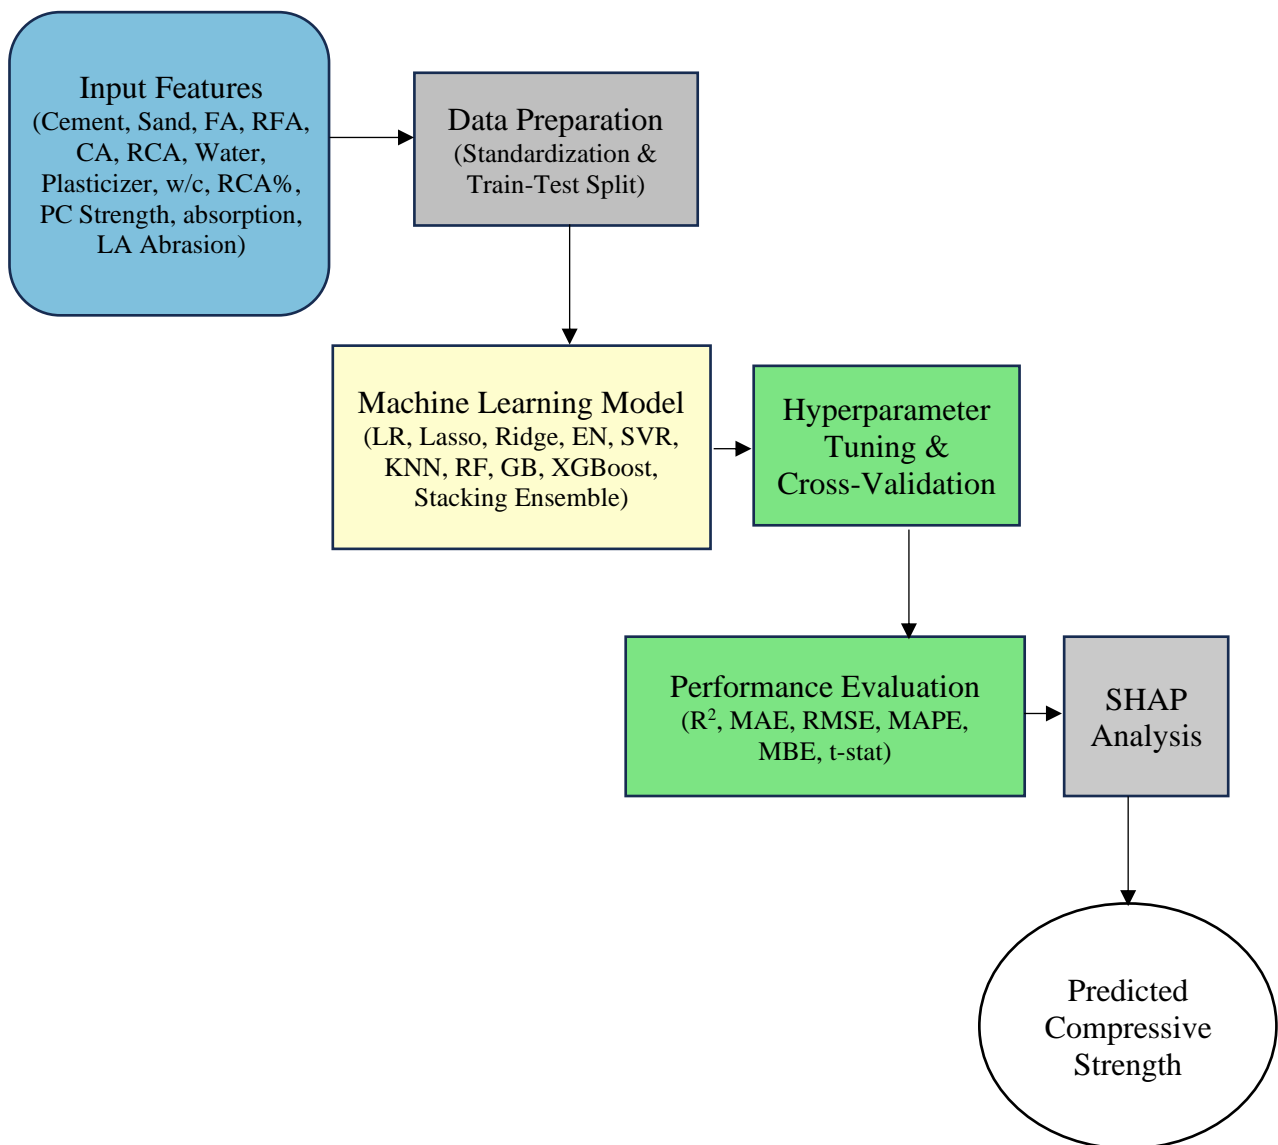 Input Features
(Cement, Sand, FA, RFA,
CA, RCA, Water,
Plasticizer, w/c, RCA%,
PC Strength, absorption,
LA Abrasion)
Data Preparation
(Standardization &
Train-Test Split)
Machine Learning Model
(LR, Lasso, Ridge, EN, SVR,
KNN, RF, GB, XGBoost,
Stacking Ensemble)
Hyperparameter
Tuning &
Cross-Validation
Performance Evaluation
(R², MAE, RMSE, MAPE,
MBE, t-stat)
SHAP
Analysis
Predicted
Compressive
Strength